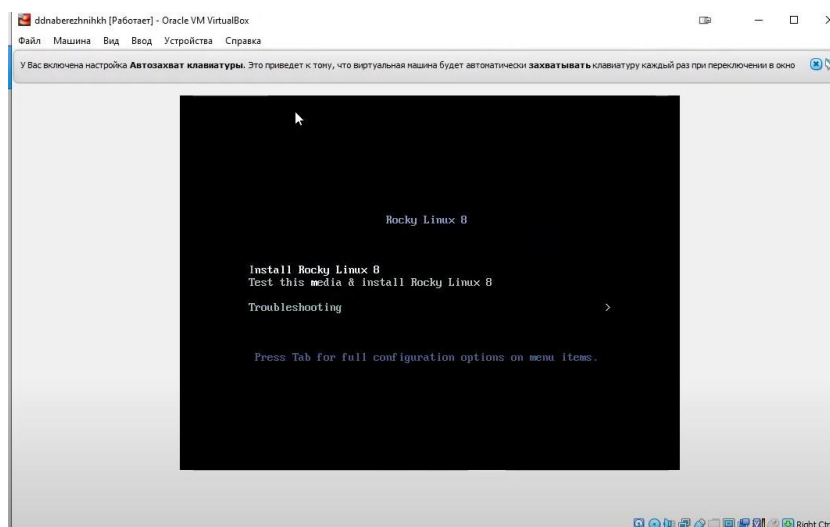 ddnaberezhnihkh [Работает] - Oracle VM VirtualBox
Файл Машина Вид Ввод Устройства Справка
У Вас включена настройка Автозахват клавиатуры. Это приведет к тому, что виртуальная машина будет автоматически захватывать клавиатуру каждый раз при переключении в окно
Rocky Linux 8
Install Rocky Linux 8
Test this media & install Rocky Linux 8
Troubleshooting >
Press Tab for full configuration options on menu items.
Right Ctrl